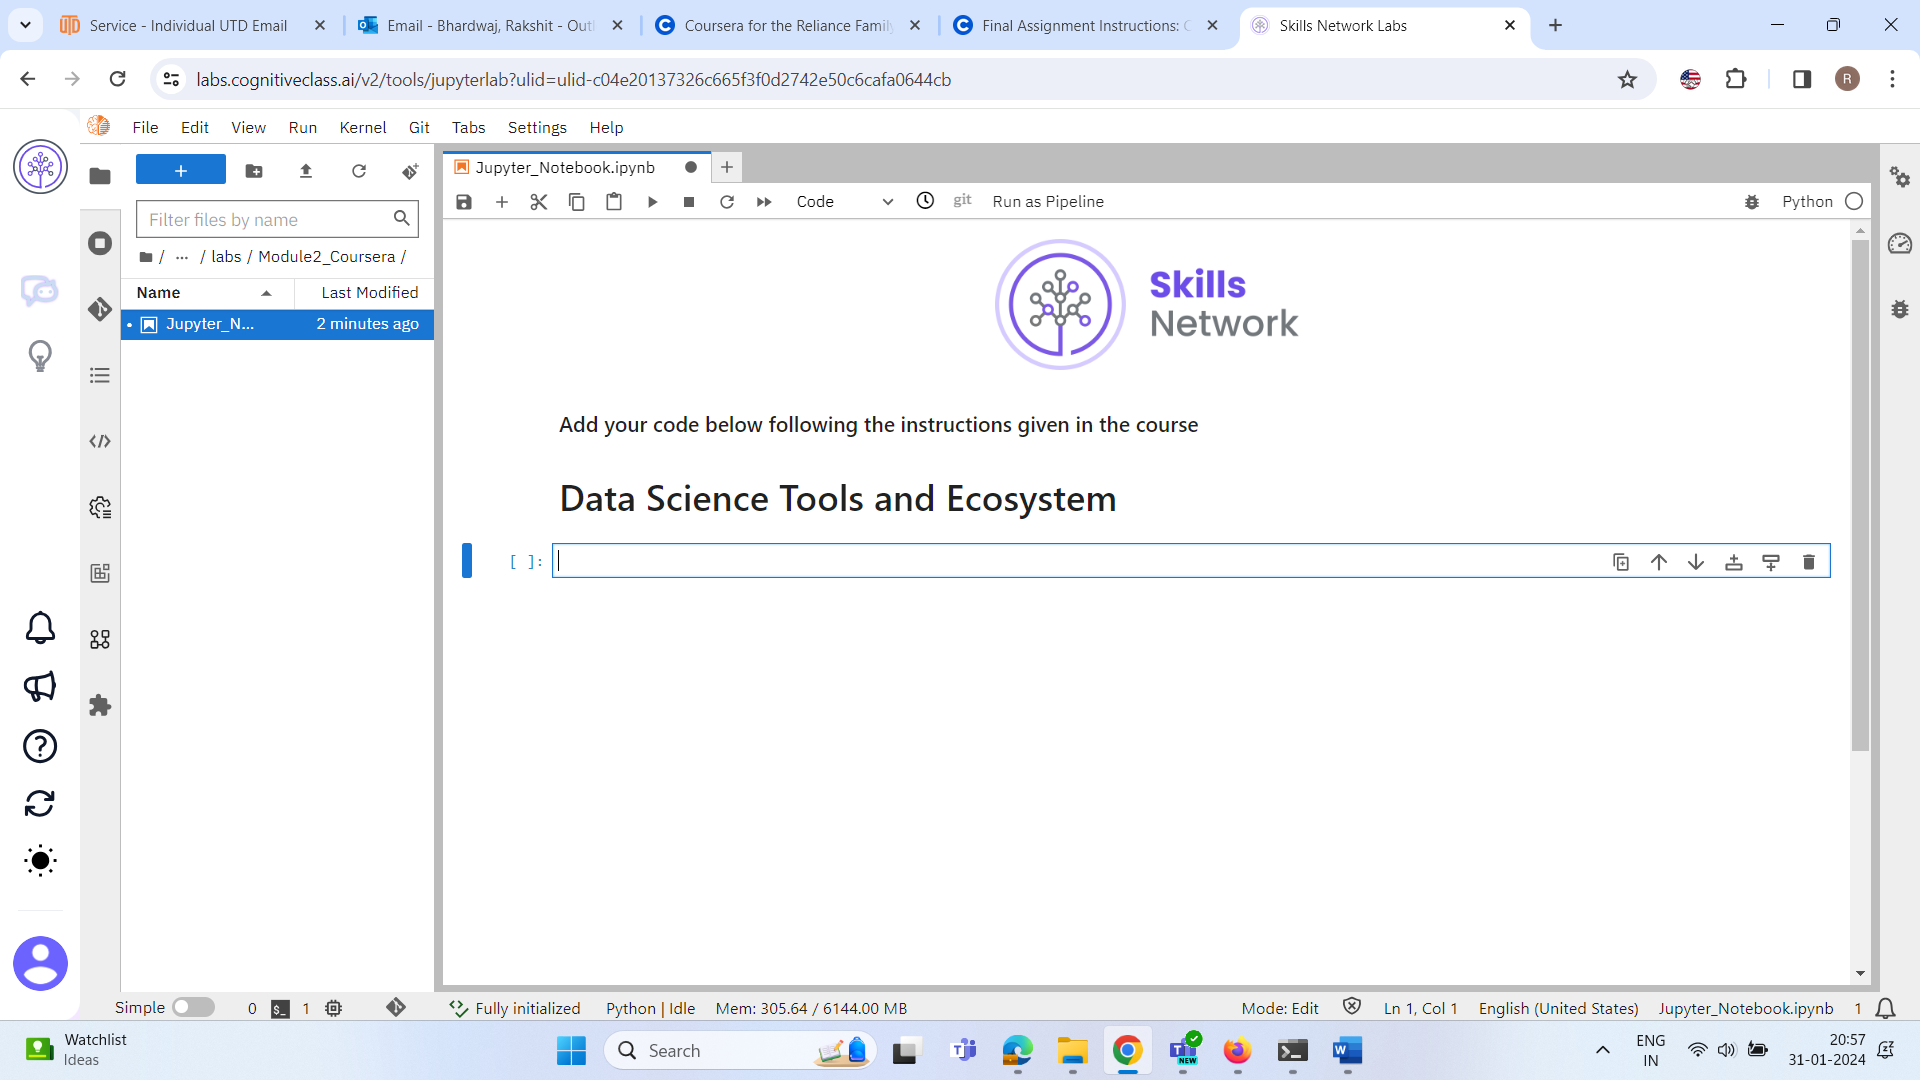 Service - Individual UTD Email
Email - Bhardwaj, Rakshit - Outl
Coursera for the Reliance Family
Final Assignment Instructions: C
Skills Network Labs
labs.cognitiveclass.ai/v2/tools/jupyterlab?ulid=ulid-c04e20137326c665f3f0d2742e50c6cafa0644cb
R
File Edit View Run Kernel Git Tabs Settings Help
Filter files by name
/ ... / labs / Module2_Coursera /
Name Last Modified
Jupyter_N... 2 minutes ago
Jupyter_Notebook.ipynb
Code git Run as Pipeline Python
Skills
Network
Add your code below following the instructions given in the course
Data Science Tools and Ecosystem
[ ]:
Simple 0 $_ 1 Fully initialized Python | Idle Mem: 305.64 / 6144.00 MB Mode: Edit Ln 1, Col 1 English (United States) Jupyter_Notebook.ipynb 1
Watchlist
Ideas
Search
NEW
ENG
IN
20:57
31-01-2024